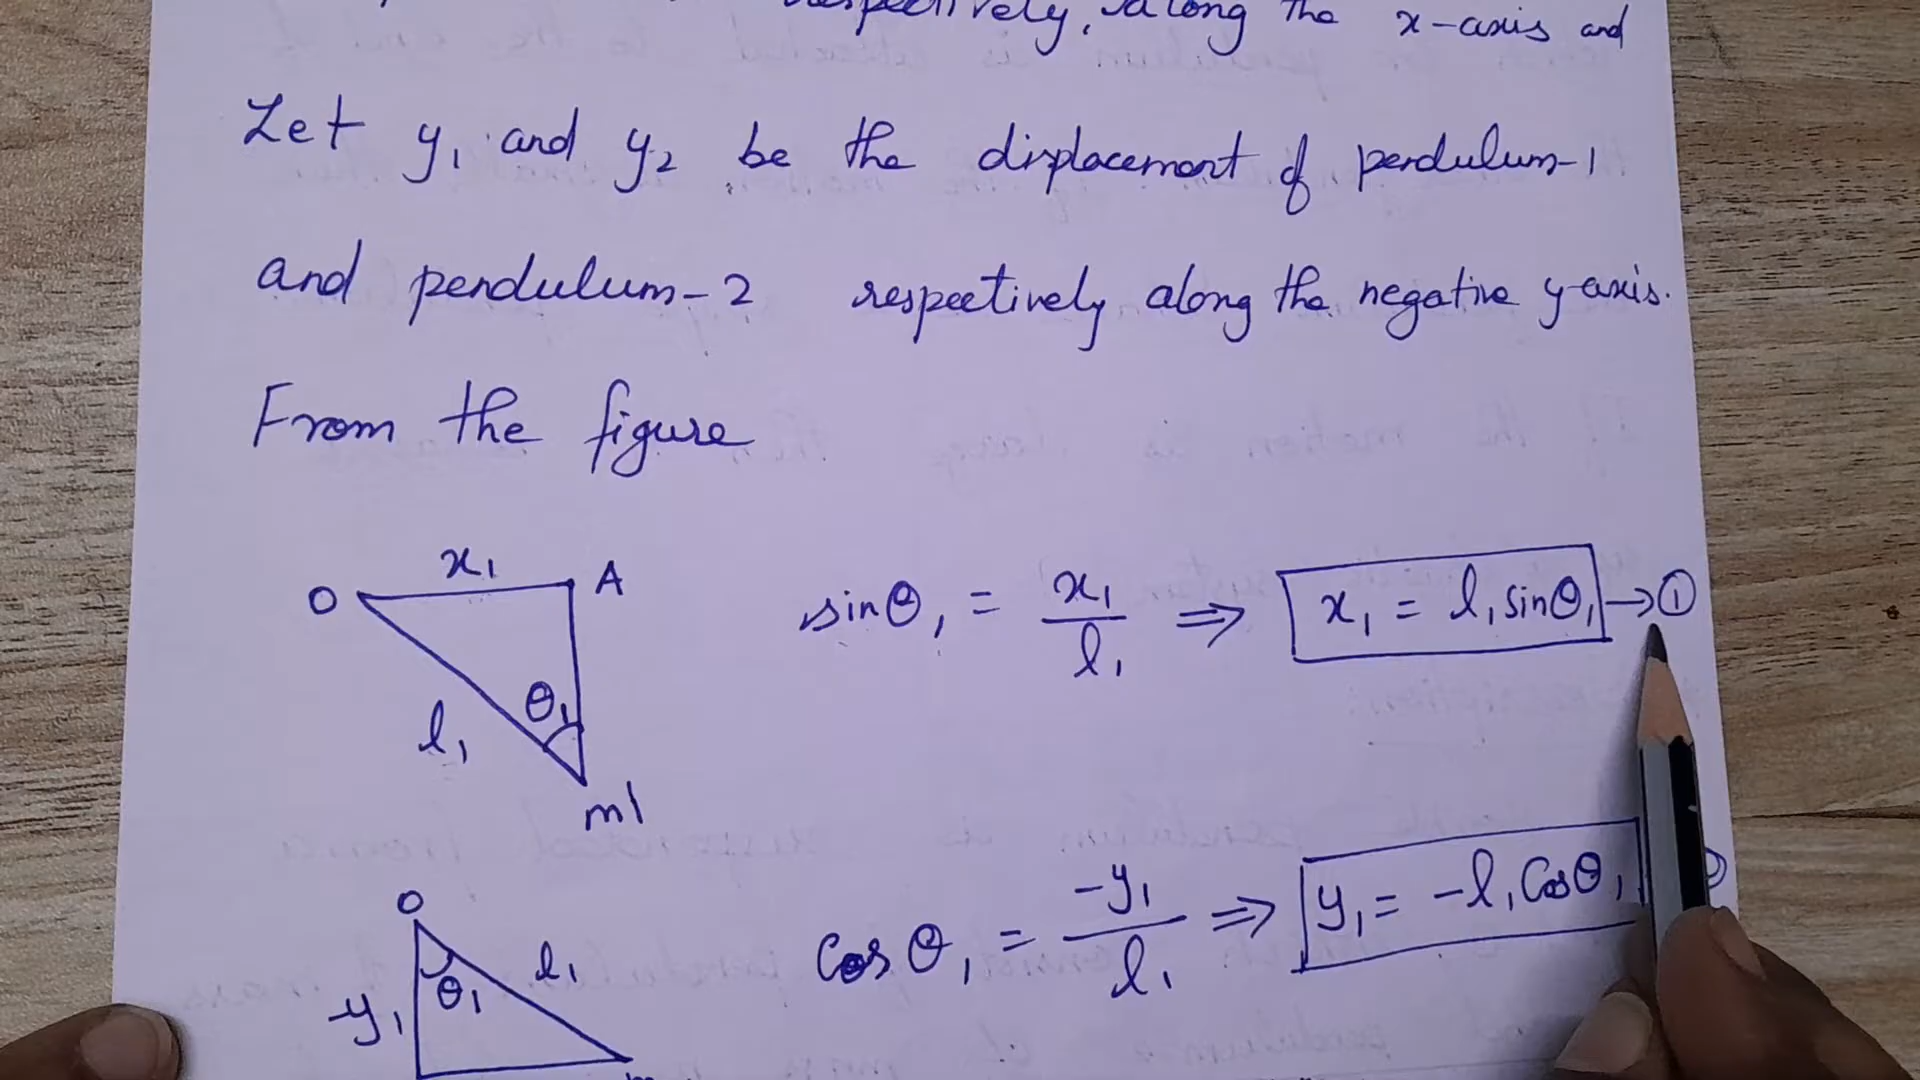 respectively, along the x-axis and
Let y₁ and y₂ be the displacement of pendulum-1
and pendulum-2 respectively along the negative y-axis.
From the figure
x₁
O A
sinθ₁ = x₁/l₁ ⇒ x₁ = l₁ sinθ₁ → ①
θ₁
l₁
m1
O
cosθ₁ = -y₁/l₁ ⇒ y₁ = -l₁ Cosθ₁
l₁
θ₁
-y₁